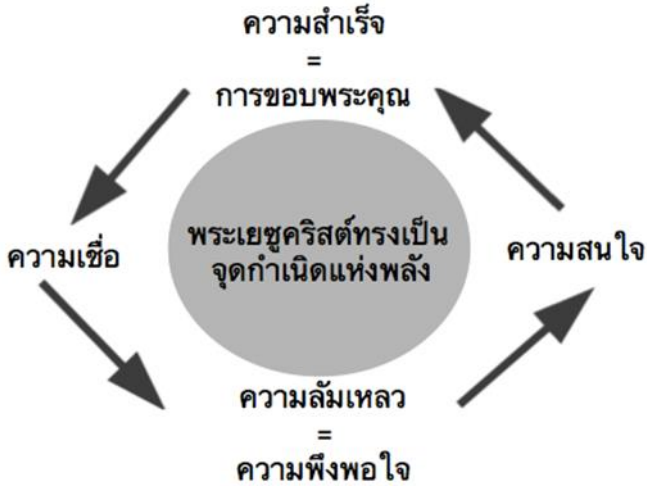 ความสำเร็จ
=
การขอบพระคุณ
พระเยซูคริสต์ทรงเป็น
จุดกำเนิดแห่งพลัง
ความเชื่อ
ความสนใจ
ความลัมเหลว
=
ความพึงพอใจ